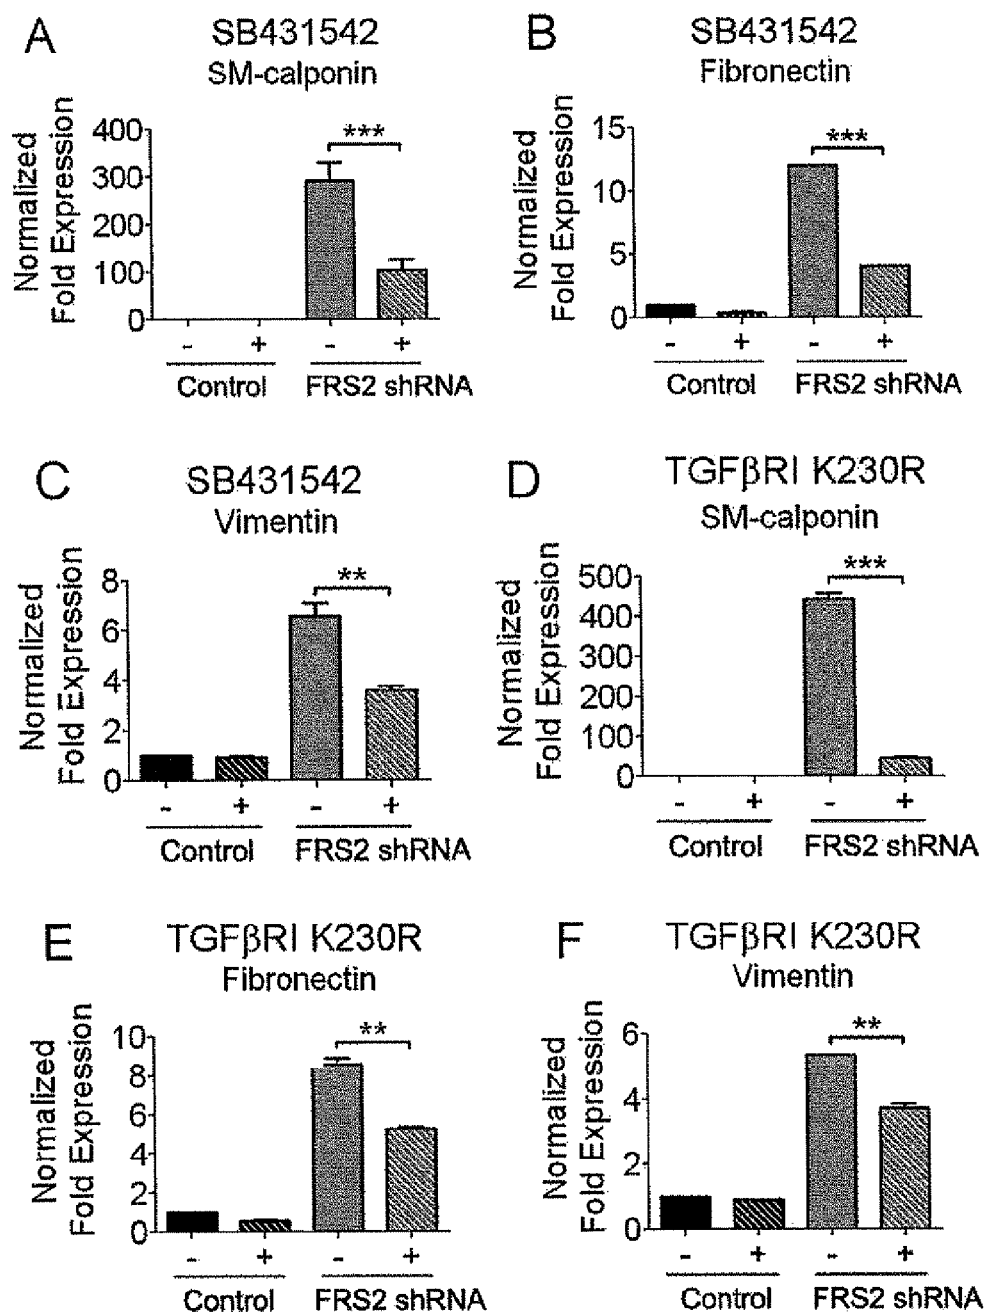 A
SB431542
SM-calponin
Normalized
Fold Expression
400
300
200
100
0
***
- + - +
Control FRS2 shRNA
B
SB431542
Fibronectin
Normalized
Fold Expression
15
10
5
0
***
- + - +
Control FRS2 shRNA
C
SB431542
Vimentin
Normalized
Fold Expression
8
6
4
2
0
**
- + - +
Control FRS2 shRNA
D
TGFβRI K230R
SM-calponin
Normalized
Fold Expression
500
400
300
200
100
0
***
- + - +
Control FRS2 shRNA
E
TGFβRI K230R
Fibronectin
Normalized
Fold Expression
10
8
6
4
2
0
**
- + - +
Control FRS2 shRNA
F
TGFβRI K230R
Vimentin
Normalized
Fold Expression
6
4
2
0
**
- + - +
Control FRS2 shRNA